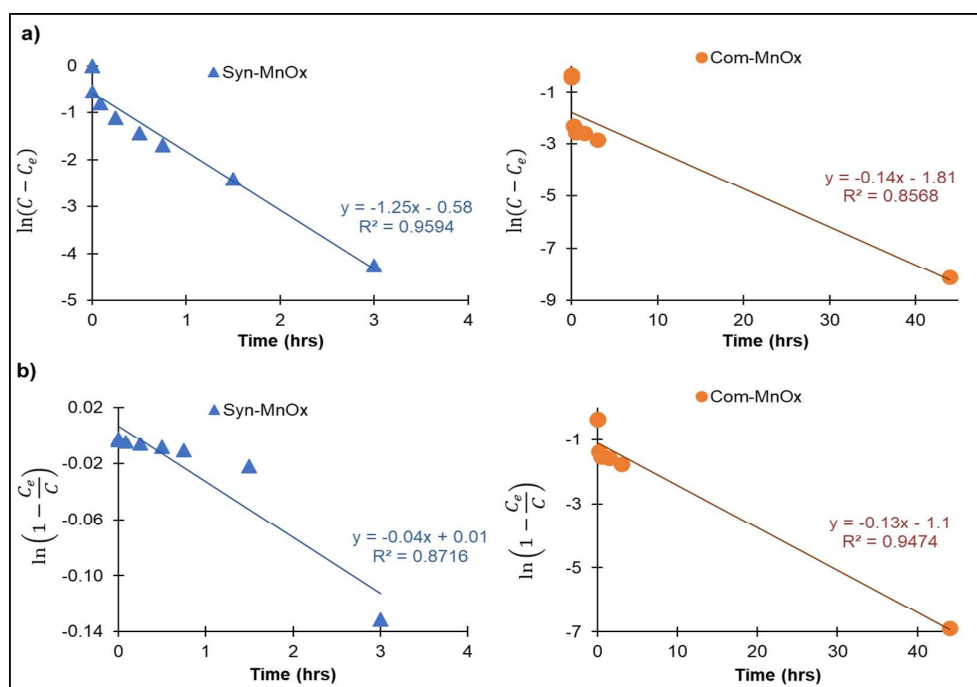 a)
Syn-MnOx
0
-1
-2
-3
-4
-5
ln(C − Cₑ)
y = -1.25x - 0.58
R² = 0.9594
0 1 2 3 4
Time (hrs)
Com-MnOx
-1
-3
-5
-7
-9
ln(C − Cₑ)
y = -0.14x - 1.81
R² = 0.8568
0 10 20 30 40
Time (hrs)
b)
Syn-MnOx
0.02
-0.02
-0.06
-0.10
-0.14
ln(1 − Cₑ/C)
y = -0.04x + 0.01
R² = 0.8716
0 1 2 3 4
Time (hrs)
Com-MnOx
-1
-3
-5
-7
ln(1 − Cₑ/C)
y = -0.13x - 1.1
R² = 0.9474
0 10 20 30 40
Time (hrs)